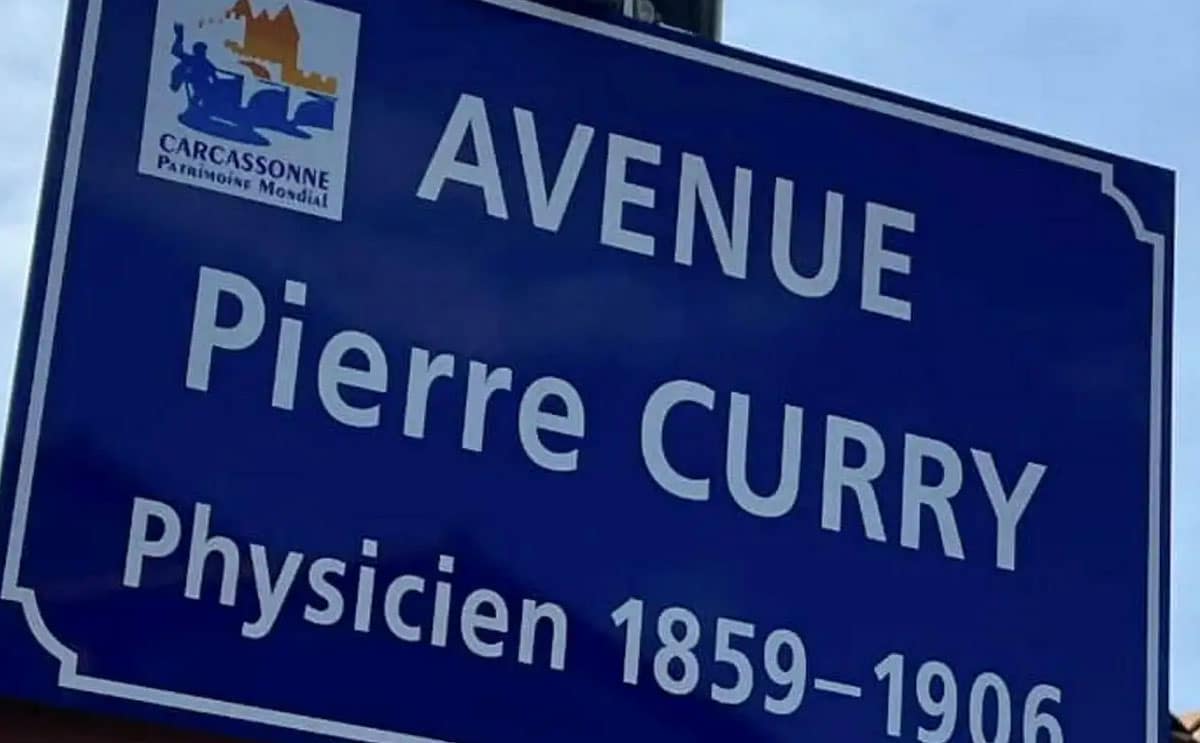 CARCASSONNE
PATRIMOINE MONDIAL
AVENUE
Pierre CURRY
Physicien 1859–1906